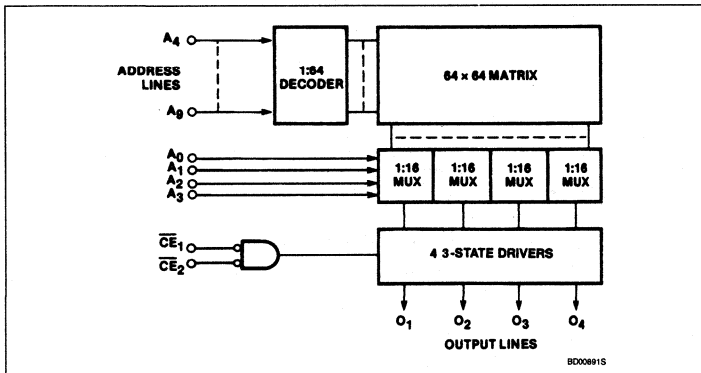 A4
ADDRESS
LINES
A9
1:64
DECODER
64 × 64 MATRIX
A0
A1
A2
A3
1:16
MUX
1:16
MUX
1:16
MUX
1:16
MUX
CE1
CE2
4 3-STATE DRIVERS
O1 O2 O3 O4
OUTPUT LINES
BD00891S